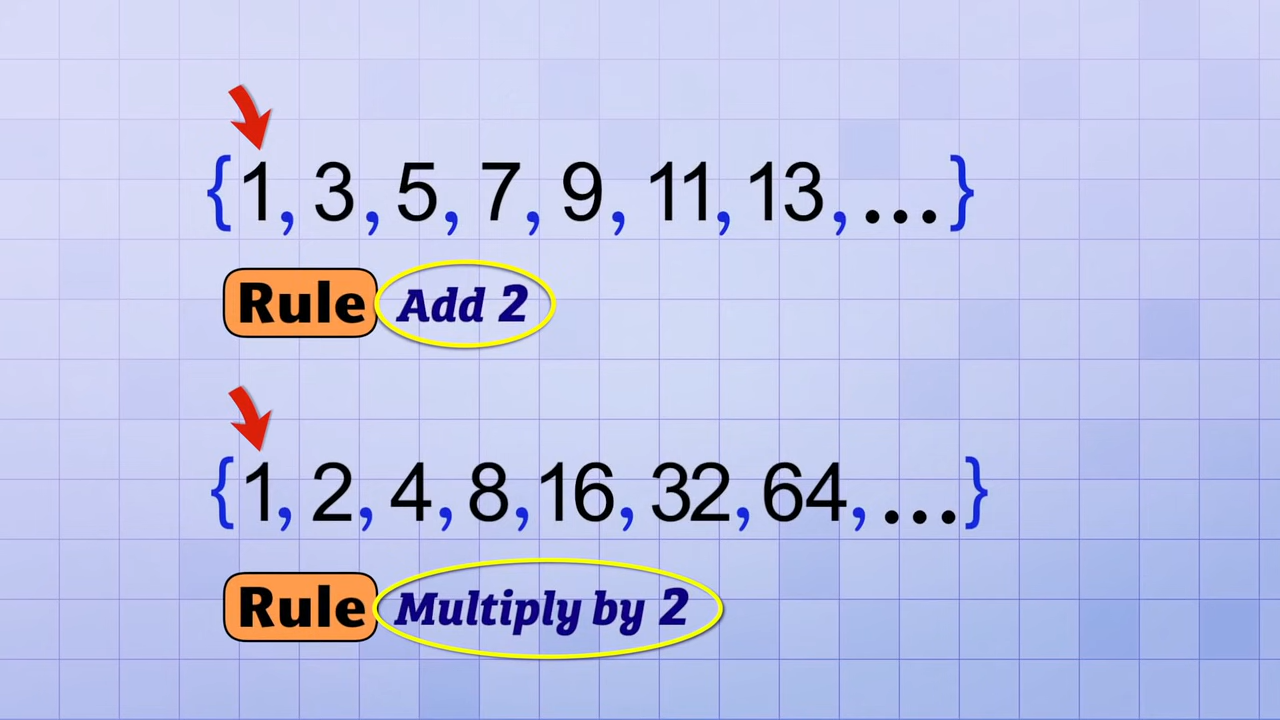 {1, 3, 5, 7, 9, 11, 13, ...}
Rule Add 2
{1, 2, 4, 8, 16, 32, 64, ...}
Rule Multiply by 2